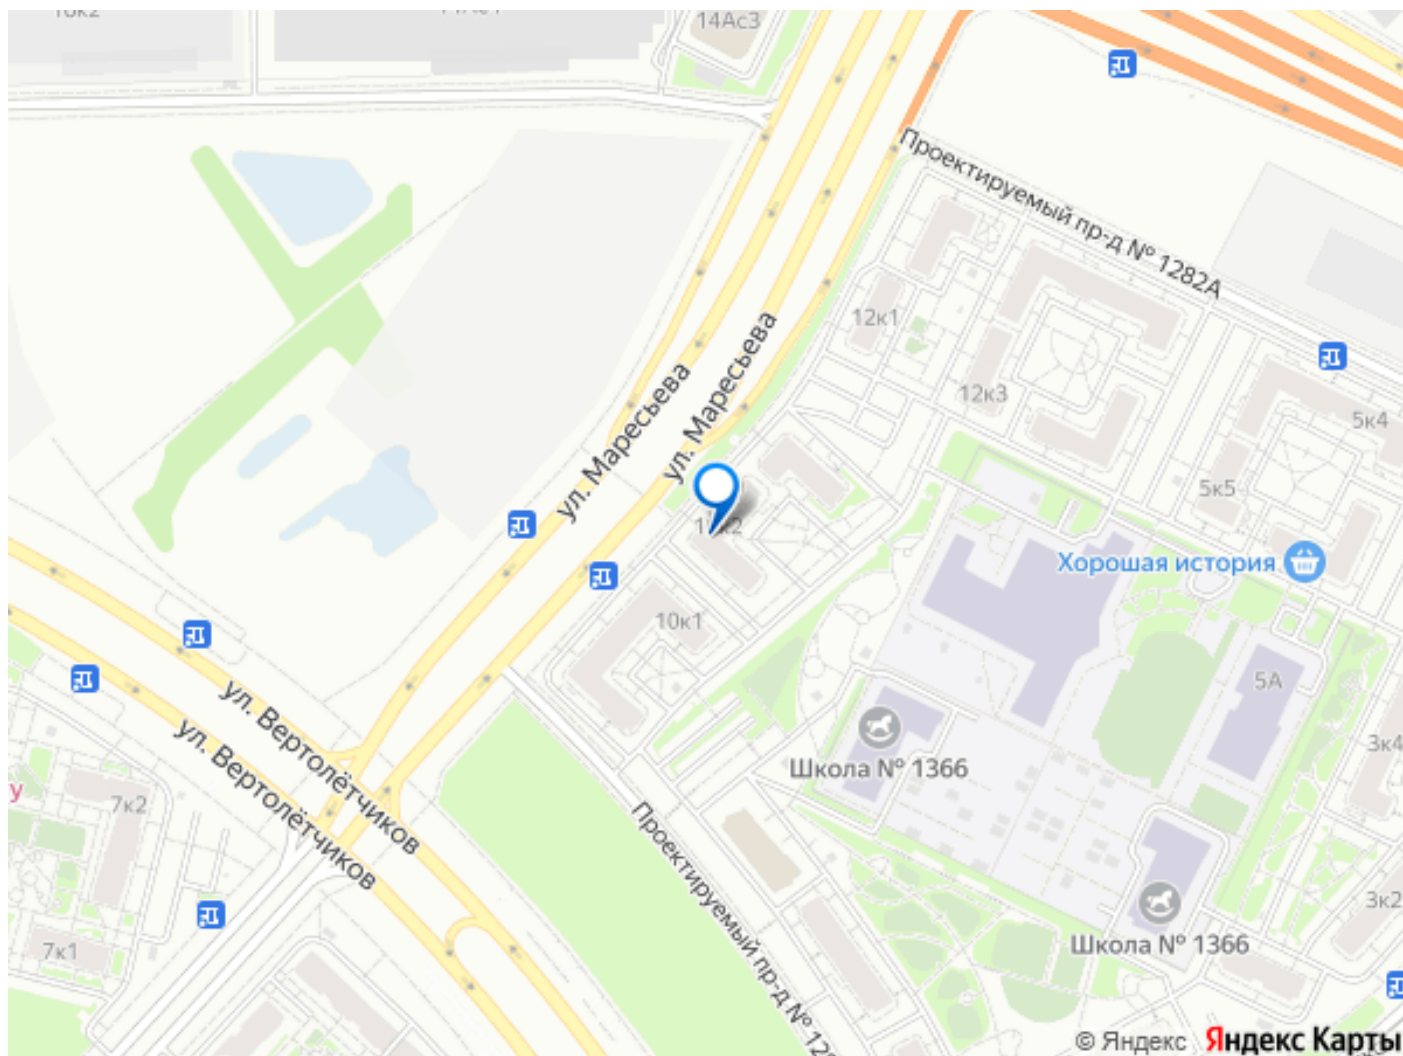 14Ас3
Проектируемый пр-д № 1282А
12к1
ул. Маресьева
ул. Маресьева
12к3
5к4
5к5
Хорошая история
10к1
5А
ул. Вертолётчиков
ул. Вертолётчиков
Школа № 1366
3к4
у
7к2
Проектируемый пр-д №
3к2
7к1
Школа № 1366
© Яндекс Яндекс Карты